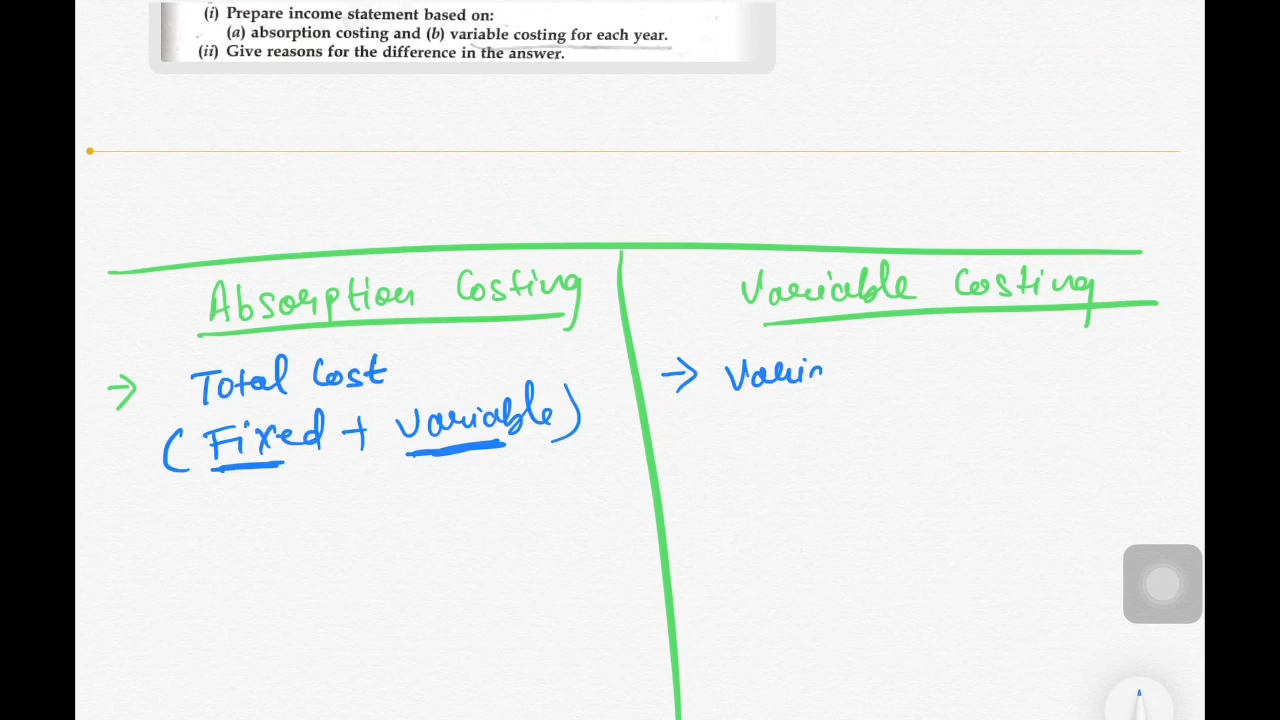 (i) Prepare income statement based on:
(a) absorption costing and (b) variable costing for each year.
(ii) Give reasons for the difference in the answer.
Absorption Costing
Variable Costing
→ Total Cost
(Fixed + Variable)
→ Varin